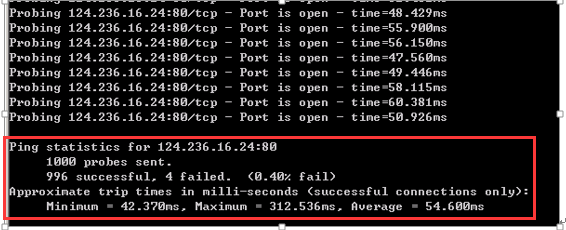 Probing 124.236.16.24:80/tcp - Port is open - time=48.429ms
Probing 124.236.16.24:80/tcp - Port is open - time=55.900ms
Probing 124.236.16.24:80/tcp - Port is open - time=56.150ms
Probing 124.236.16.24:80/tcp - Port is open - time=47.560ms
Probing 124.236.16.24:80/tcp - Port is open - time=49.446ms
Probing 124.236.16.24:80/tcp - Port is open - time=58.115ms
Probing 124.236.16.24:80/tcp - Port is open - time=60.381ms
Probing 124.236.16.24:80/tcp - Port is open - time=50.926ms
Ping statistics for 124.236.16.24:80
1000 probes sent.
996 successful, 4 failed.  (0.40% fail)
Approximate trip times in milli-seconds (successful connections only):
Minimum = 42.370ms, Maximum = 312.536ms, Average = 54.600ms